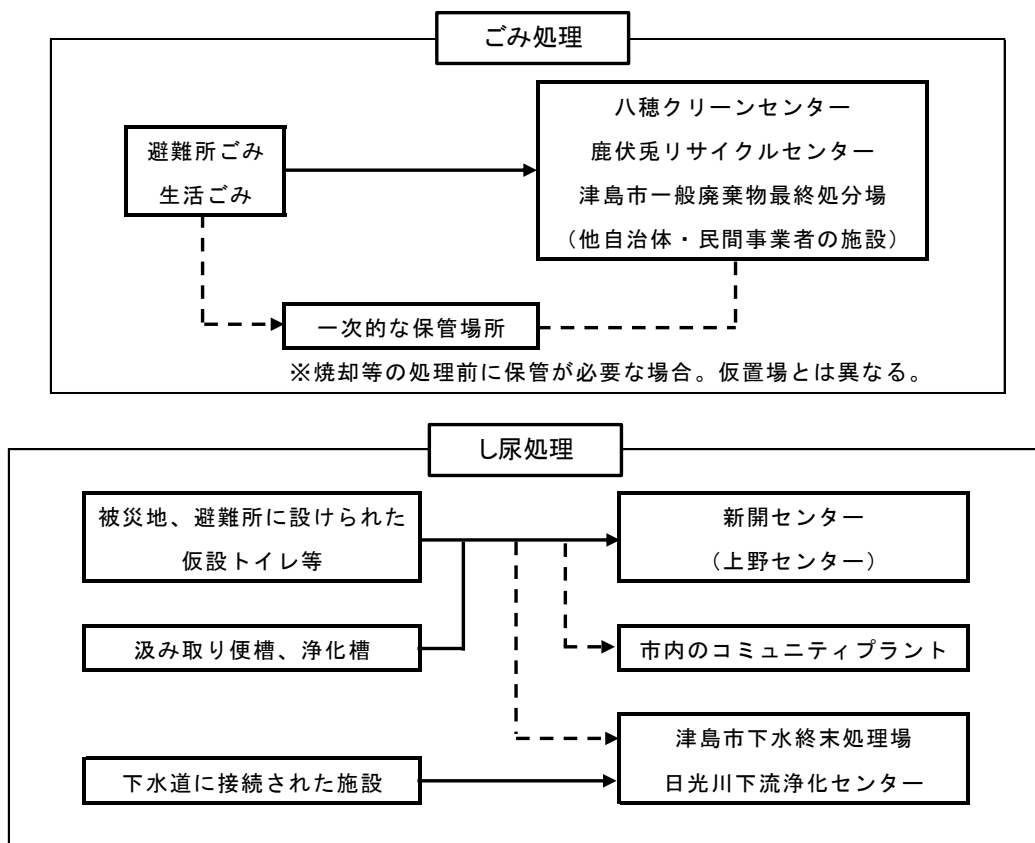 ごみ処理
避難所ごみ
生活ごみ
八穂クリーンセンター
鹿伏兎リサイクルセンター
津島市一般廃棄物最終処分場
（他自治体・民間事業者の施設）
一次的な保管場所
※焼却等の処理前に保管が必要な場合。仮置場とは異なる。
し尿処理
被災地、避難所に設けられた
仮設トイレ等
新開センター
（上野センター）
汲み取り便槽、浄化槽
市内のコミュニティプラント
津島市下水終末処理場
日光川下流浄化センター
下水道に接続された施設